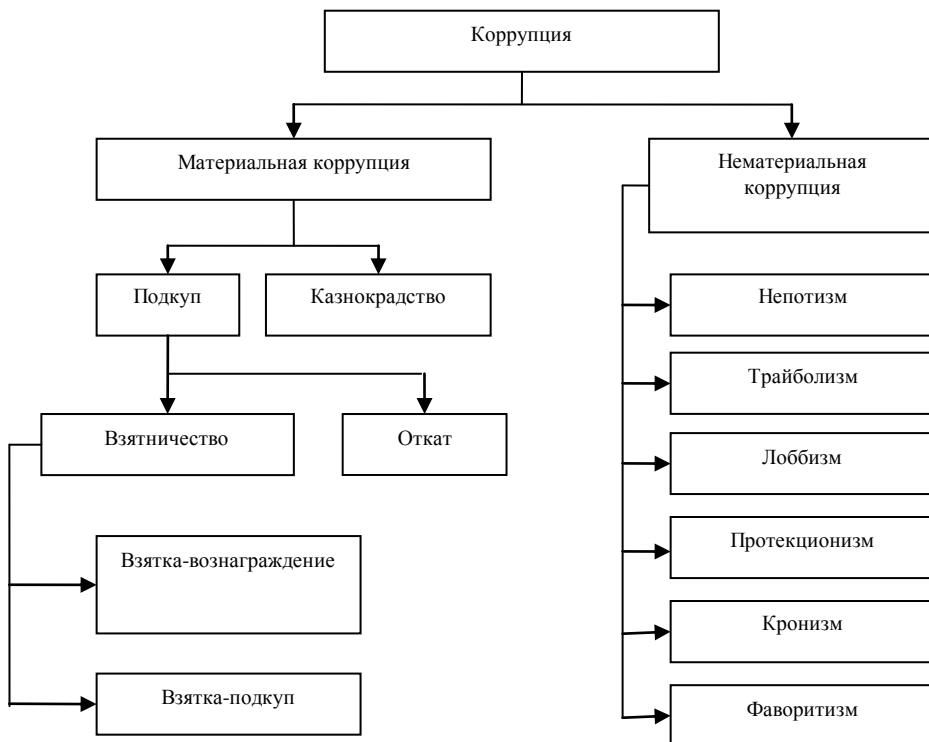 Коррупция
Материальная коррупция
Нематериальная
коррупция
Подкуп
Казнокрадство
Непотизм
Трайболизм
Взятничество
Откат
Лоббизм
Взятка-вознаграждение
Протекционизм
Кронизм
Взятка-подкуп
Фаворитизм